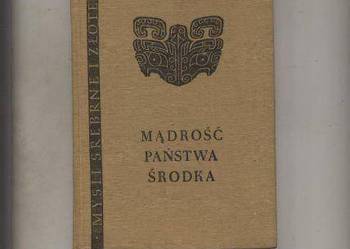 MYŚLI SREBRNE I ZŁOTE
MĄDROŚĆ
PAŃSTWA
ŚRODKA